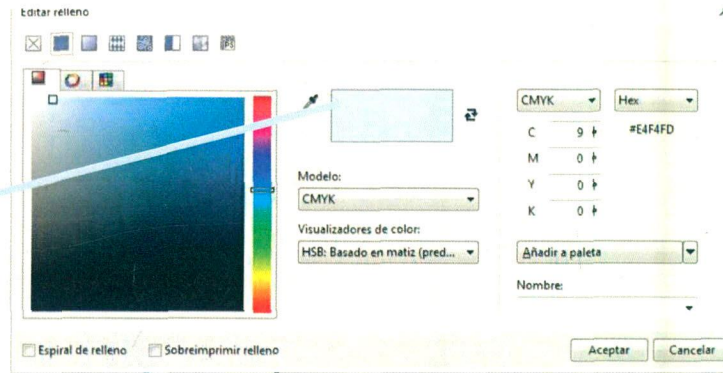 Editar relleno
CMYK
Hex
C 9
#E4F4FD
M 0
Y 0
K 0
Modelo:
CMYK
Visualizadores de color:
HSB: Basado en matiz (pred...
Añadir a paleta
Nombre:
Espiral de relleno
Sobreimprimir relleno
Aceptar
Cancelar